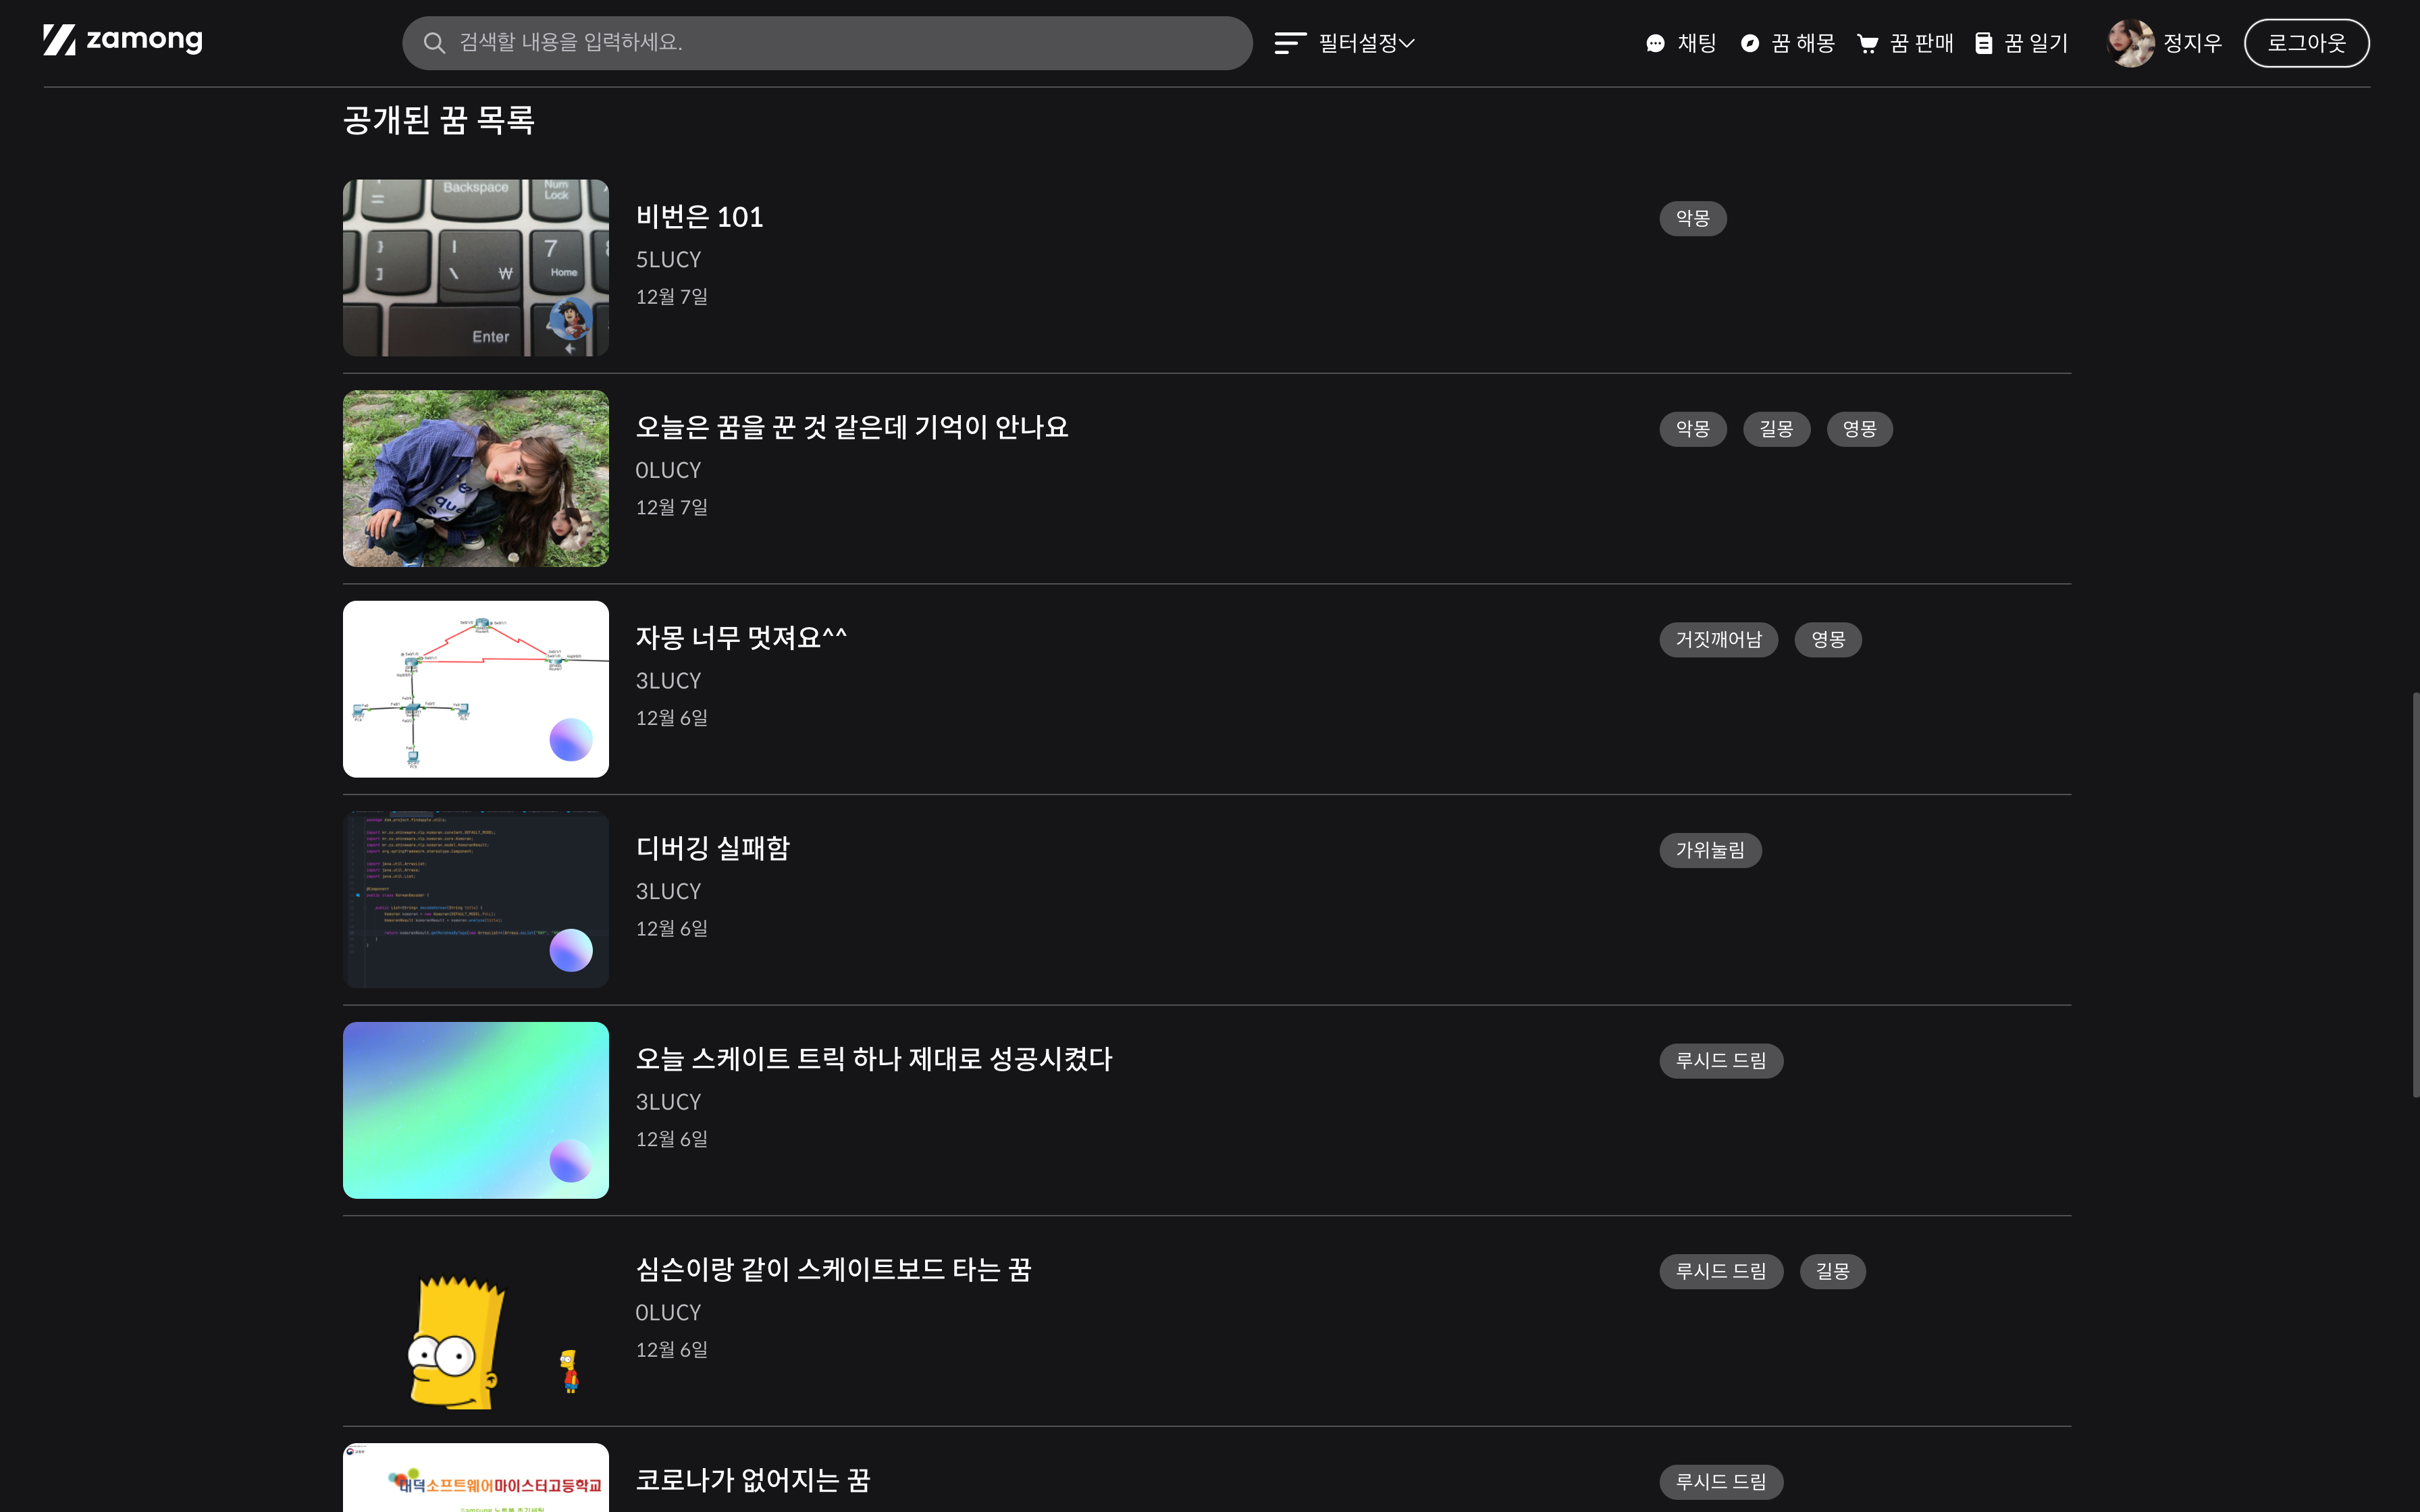 zamong
검색할 내용을 입력하세요.
필터설정
채팅
꿈 해몽
꿈 판매
꿈 일기
정지우
로그아웃
공개된 꿈 목록
Backspace
Num
Lock
=
}
]
|
\ ₩
7
Home
Enter
비번은 101
5LUCY
12월 7일
악몽
오늘은 꿈을 꾼 것 같은데 기억이 안나요
0LUCY
12월 7일
악몽
길몽
영몽
자몽 너무 멋져요^^
3LUCY
12월 6일
거짓깨어남
영몽
디버깅 실패함
3LUCY
12월 6일
가위눌림
오늘 스케이트 트릭 하나 제대로 성공시켰다
3LUCY
12월 6일
루시드 드림
심슨이랑 같이 스케이트보드 타는 꿈
0LUCY
12월 6일
루시드 드림
길몽
대덕소프트웨어마이스터고등학교
코로나가 없어지는 꿈
루시드 드림